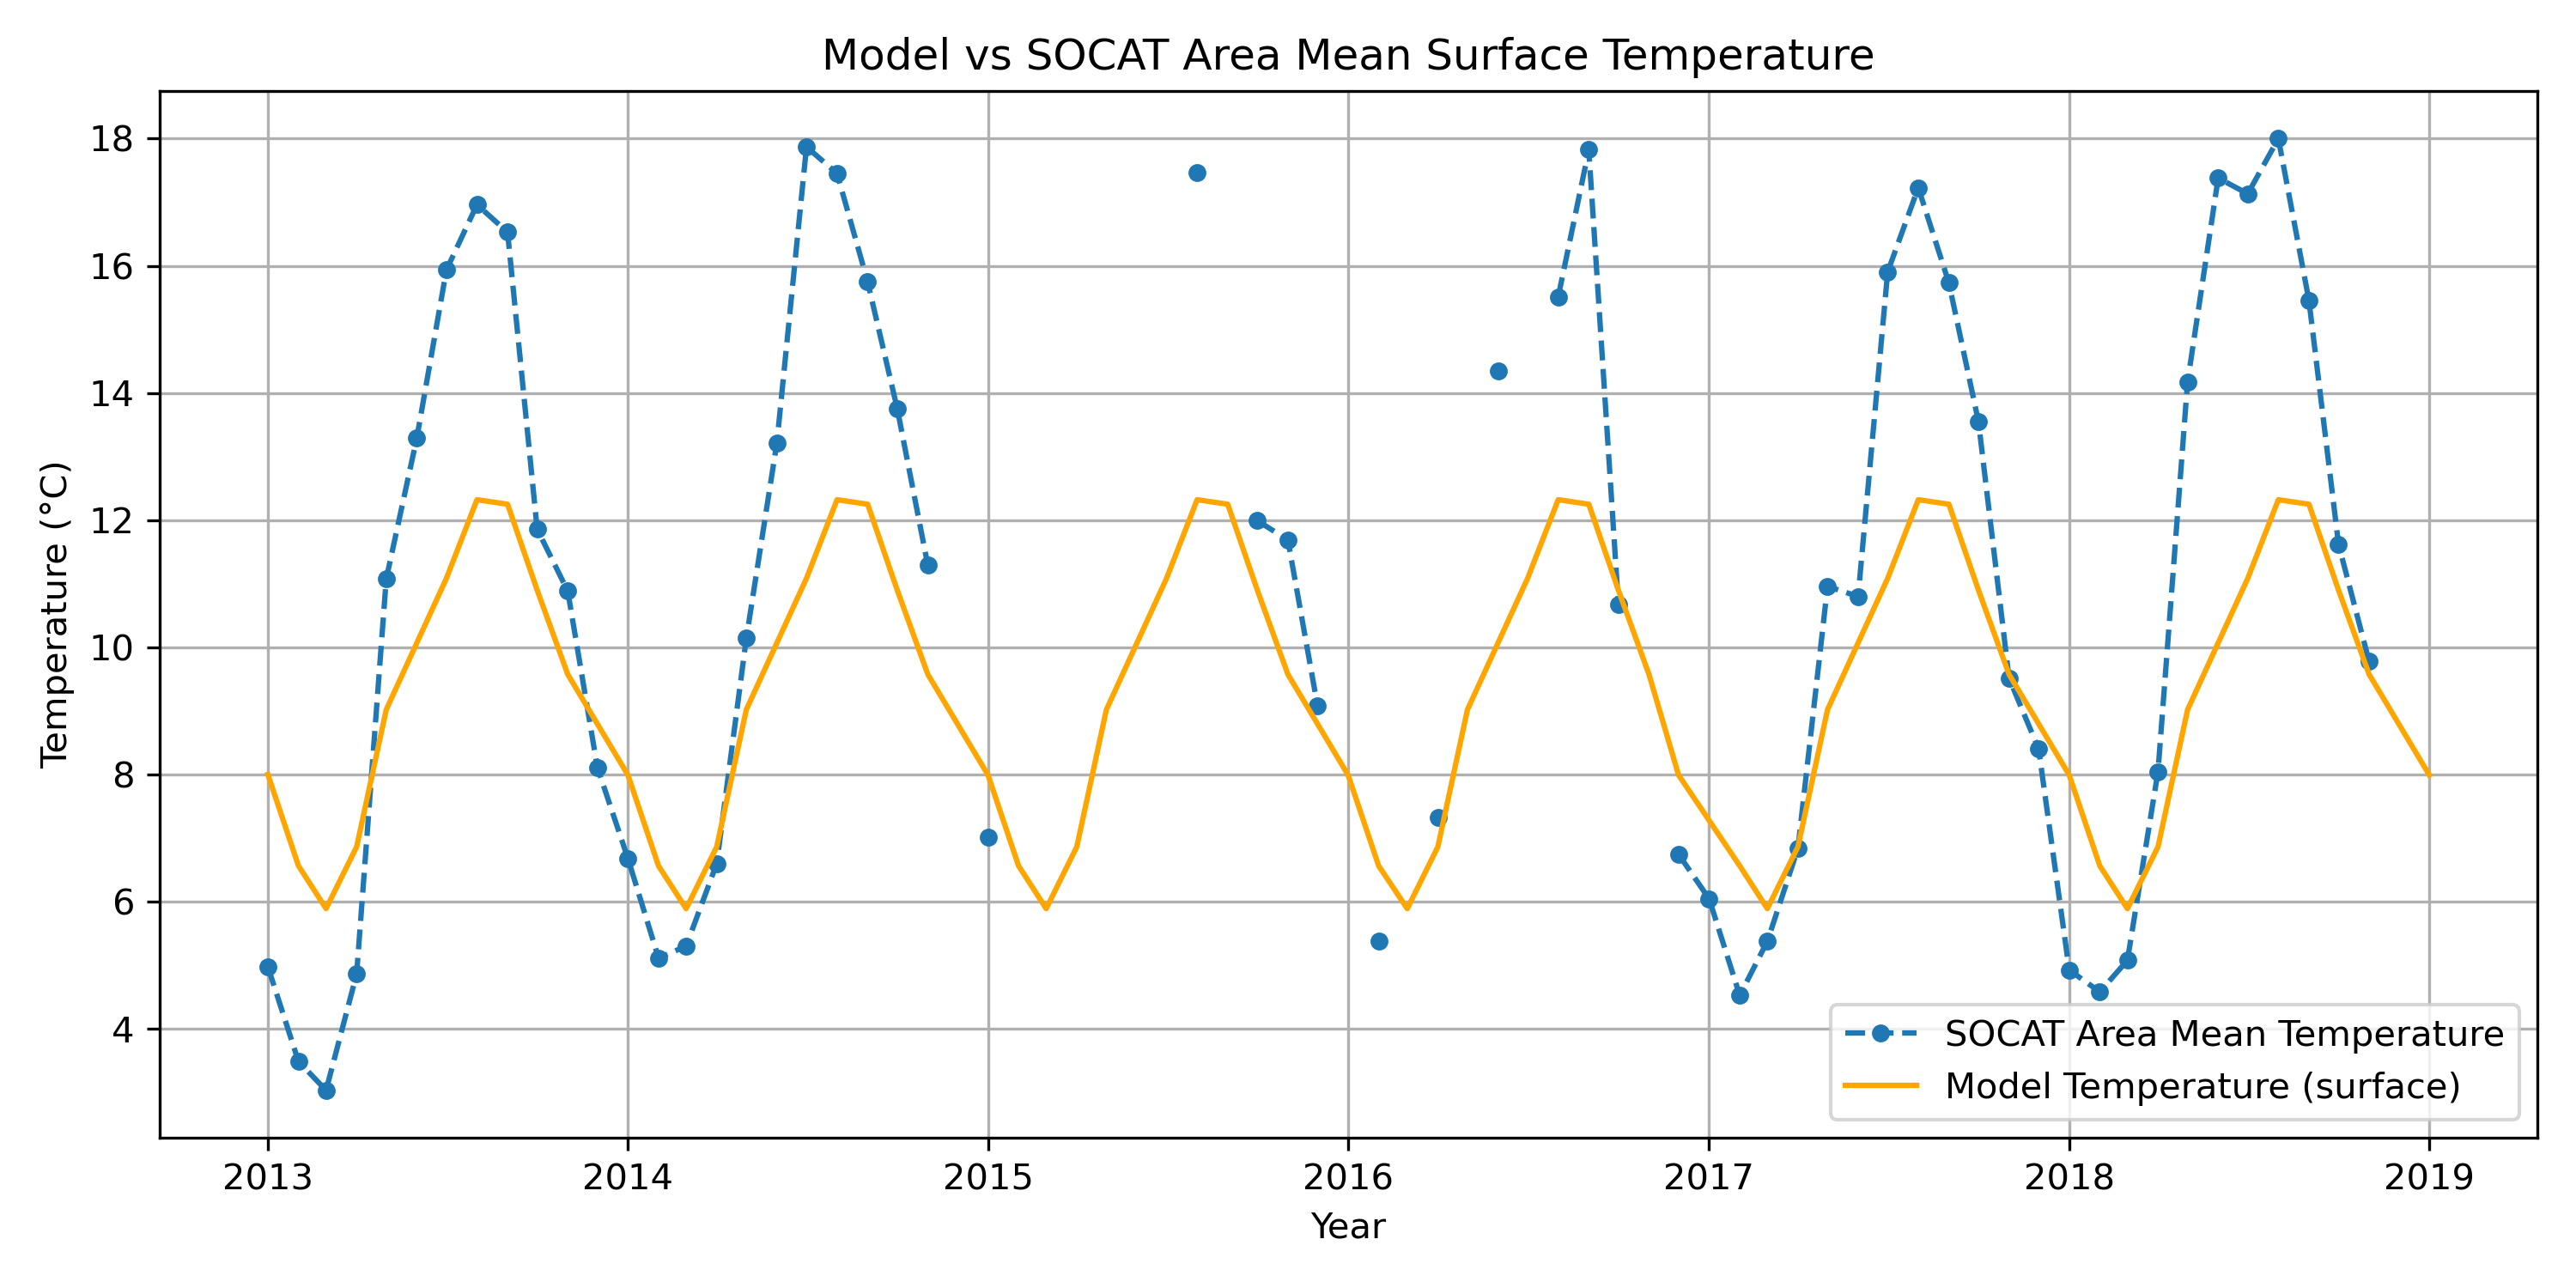 Model vs SOCAT Area Mean Surface Temperature
Temperature (°C)
18
16
14
12
10
8
6
4
SOCAT Area Mean Temperature
Model Temperature (surface)
2013 2014 2015 2016 2017 2018 2019
Year